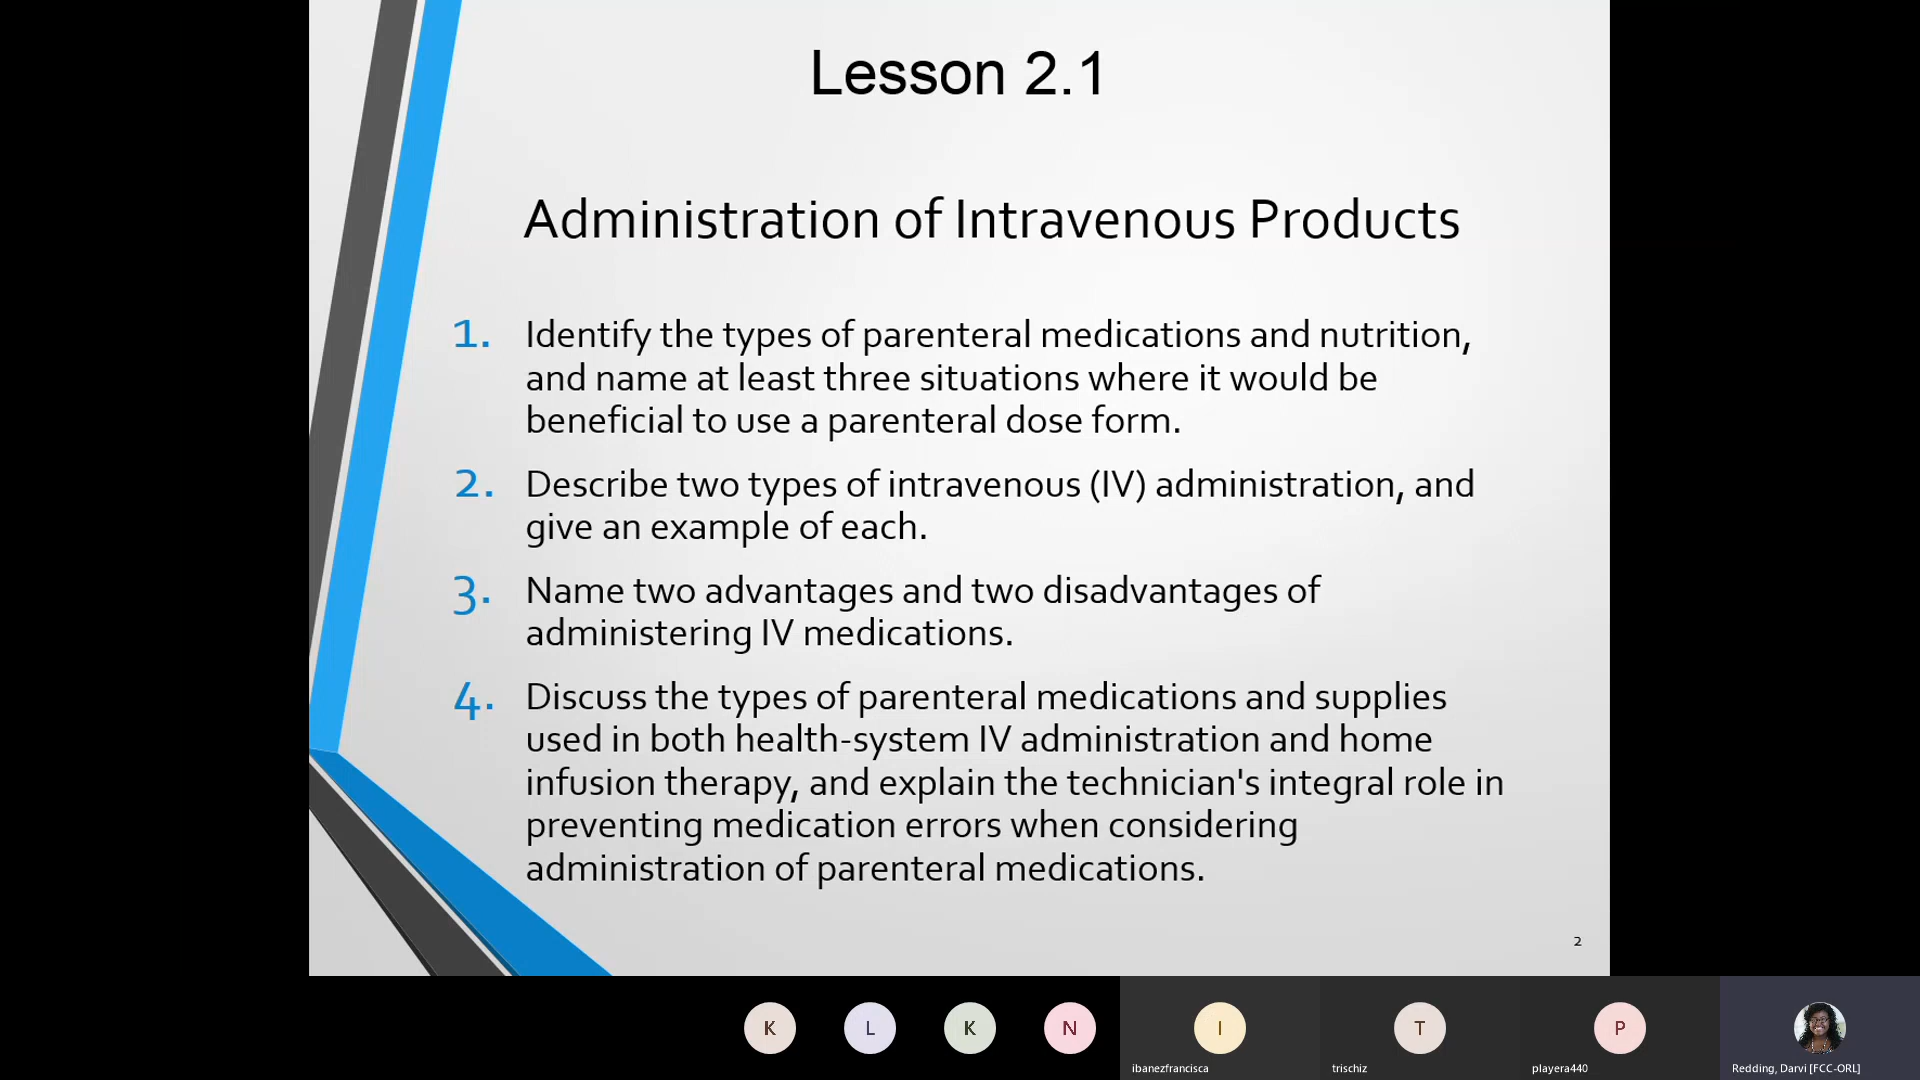 Lesson 2.1
Administration of Intravenous Products
1. Identify the types of parenteral medications and nutrition,
and name at least three situations where it would be
beneficial to use a parenteral dose form.
2. Describe two types of intravenous (IV) administration, and
give an example of each.
3. Name two advantages and two disadvantages of
administering IV medications.
4. Discuss the types of parenteral medications and supplies
used in both health-system IV administration and home
infusion therapy, and explain the technician's integral role in
preventing medication errors when considering
administration of parenteral medications.
2
K L K N I T P
ibanezfrancisca trischiz playera440 Redding, Darvi [FCC-ORL]